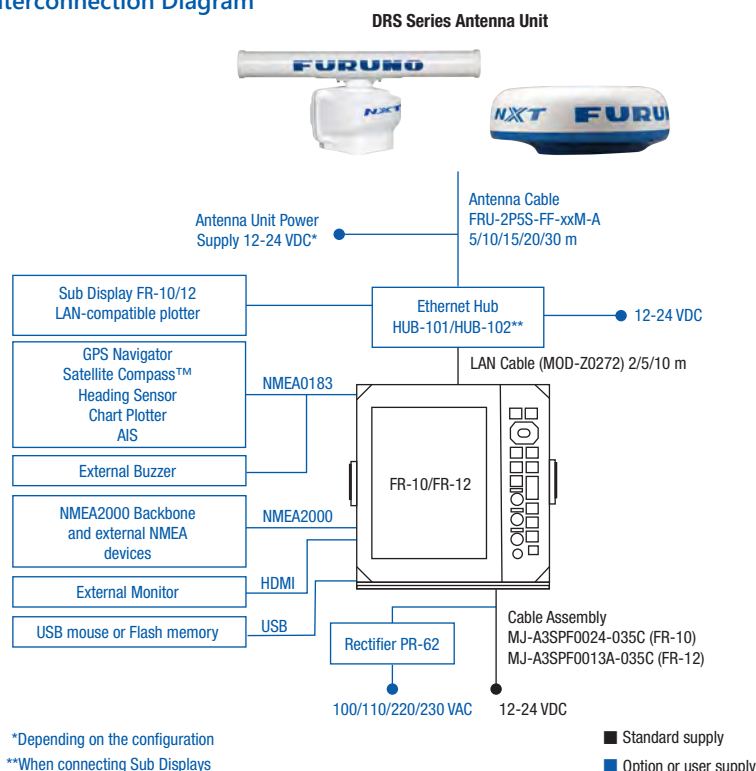 Interconnection Diagram
DRS Series Antenna Unit
FURUNO
NXT
NXT FURU
Antenna Unit Power
Supply 12-24 VDC*
Antenna Cable
FRU-2P5S-FF-xxM-A
5/10/15/20/30 m
Sub Display FR-10/12
LAN-compatible plotter
Ethernet Hub
HUB-101/HUB-102**
12-24 VDC
LAN Cable (MOD-Z0272) 2/5/10 m
GPS Navigator
Satellite Compass™
Heading Sensor
Chart Plotter
AIS
NMEA0183
External Buzzer
FR-10/FR-12
NMEA2000 Backbone
and external NMEA
devices
NMEA2000
External Monitor
HDMI
USB mouse or Flash memory
USB
Rectifier PR-62
Cable Assembly
MJ-A3SPF0024-035C (FR-10)
MJ-A3SPF0013A-035C (FR-12)
100/110/220/230 VAC
12-24 VDC
*Depending on the configuration
**When connecting Sub Displays
Standard supply
Option or user supply